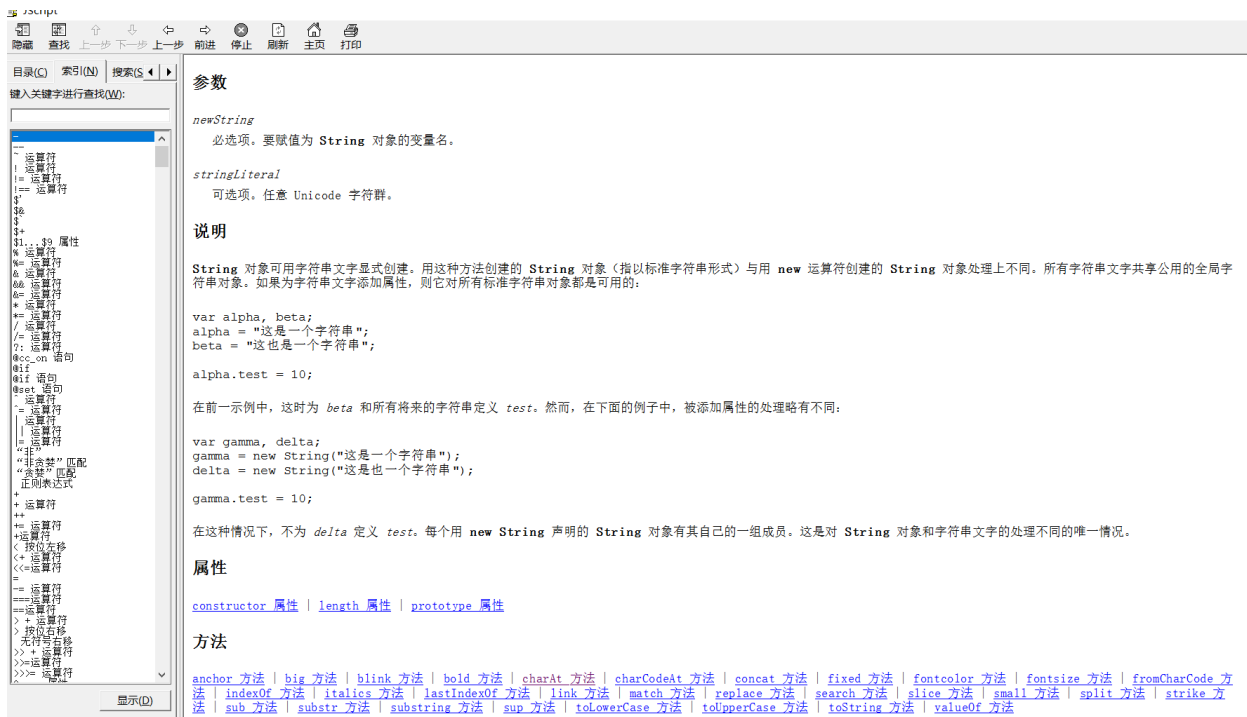 JScript
隐藏 查找 上一步 下一步 上一步 前进 停止 刷新 主页 打印
目录(C) 索引(N) 搜索(S
键入关键字进行查找(W):
-
--
~ 运算符
! 运算符
!= 运算符
!== 运算符
$'
$&
$`
$+
$1...$9 属性
% 运算符
%= 运算符
& 运算符
&& 运算符
&= 运算符
* 运算符
*= 运算符
/ 运算符
/= 运算符
?: 运算符
@cc_on 语句
@if
@if 语句
@set 语句
^ 运算符
^= 运算符
| 运算符
|| 运算符
|= 运算符
“非”
“非贪婪”匹配
“贪婪”匹配
正则表达式
+
+ 运算符
++
+= 运算符
+运算符
< 按位左移
<+ 运算符
<<=运算符
=
-= 运算符
===运算符
==运算符
> + 运算符
> 按位右移
无符号右移
>> + 运算符
>>=运算符
>>>= 运算符
显示(D)
参数
newString
必选项。要赋值为 String 对象的变量名。
stringLiteral
可选项。任意 Unicode 字符群。
说明
String 对象可用字符串文字显式创建。用这种方法创建的 String 对象（指以标准字符串形式）与用 new 运算符创建的 String 对象处理上不同。所有字符串文字共享公用的全局字
符串对象。如果为字符串文字添加属性，则它对所有标准字符串对象都是可用的：
var alpha, beta;
alpha = "这是一个字符串";
beta = "这也是一个字符串";
alpha.test = 10;
在前一示例中，这时为 beta 和所有将来的字符串定义 test。然而，在下面的例子中，被添加属性的处理略有不同：
var gamma, delta;
gamma = new String("这是一个字符串");
delta = new String("这是也一个字符串");
gamma.test = 10;
在这种情况下，不为 delta 定义 test。每个用 new String 声明的 String 对象有其自己的一组成员。这是对 String 对象和字符串文字的处理不同的唯一情况。
属性
constructor 属性 | length 属性 | prototype 属性
方法
anchor 方法 | big 方法 | blink 方法 | bold 方法 | charAt 方法 | charCodeAt 方法 | concat 方法 | fixed 方法 | fontcolor 方法 | fontsize 方法 | fromCharCode 方
法 | indexOf 方法 | italics 方法 | lastIndexOf 方法 | link 方法 | match 方法 | replace 方法 | search 方法 | slice 方法 | small 方法 | split 方法 | strike 方
法 | sub 方法 | substr 方法 | substring 方法 | sup 方法 | toLowerCase 方法 | toUpperCase 方法 | toString 方法 | valueOf 方法